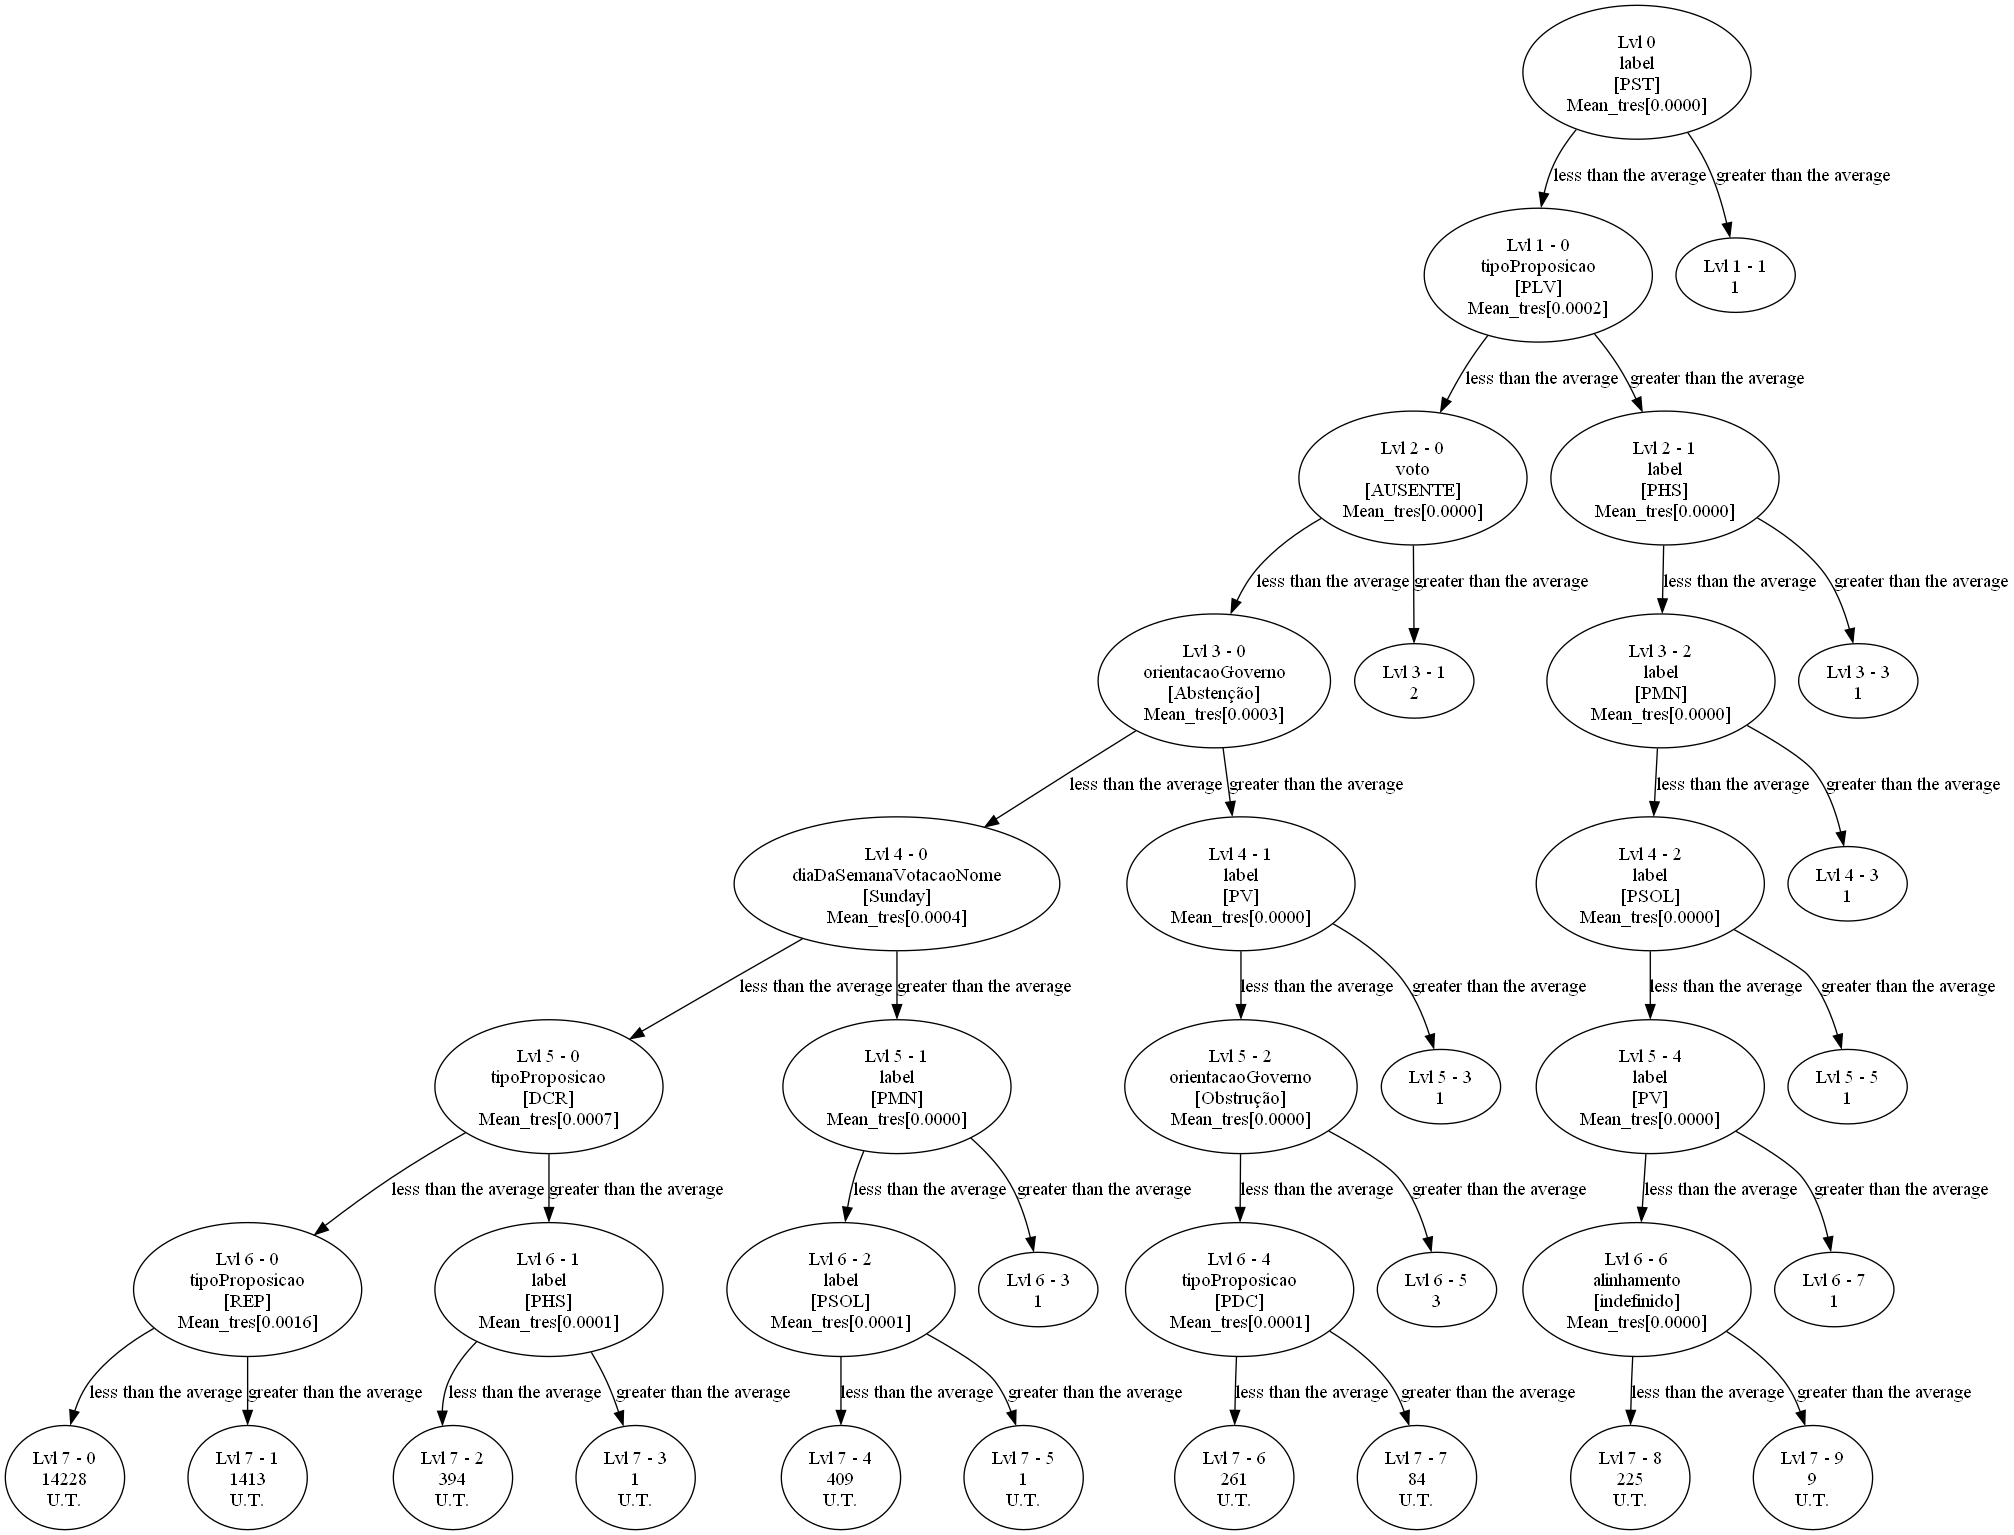 Lvl 0
label
[PST]
Mean_tres[0.0000]
less than the average
greater than the average
Lvl 1 - 0
tipoProposicao
[PLV]
Mean_tres[0.0002]
Lvl 1 - 1
1
less than the average
greater than the average
Lvl 2 - 0
voto
[AUSENTE]
Mean_tres[0.0000]
Lvl 2 - 1
label
[PHS]
Mean_tres[0.0000]
less than the average
greater than the average
less than the average
greater than the average
Lvl 3 - 0
orientacaoGoverno
[Abstenção]
Mean_tres[0.0003]
Lvl 3 - 1
2
Lvl 3 - 2
label
[PMN]
Mean_tres[0.0000]
Lvl 3 - 3
1
less than the average
greater than the average
less than the average
greater than the average
Lvl 4 - 0
diaDaSemanaVotacaoNome
[Sunday]
Mean_tres[0.0004]
Lvl 4 - 1
label
[PV]
Mean_tres[0.0000]
Lvl 4 - 2
label
[PSOL]
Mean_tres[0.0000]
Lvl 4 - 3
1
less than the average
greater than the average
less than the average
greater than the average
less than the average
greater than the average
Lvl 5 - 0
tipoProposicao
[DCR]
Mean_tres[0.0007]
Lvl 5 - 1
label
[PMN]
Mean_tres[0.0000]
Lvl 5 - 2
orientacaoGoverno
[Obstrução]
Mean_tres[0.0000]
Lvl 5 - 3
1
Lvl 5 - 4
label
[PV]
Mean_tres[0.0000]
Lvl 5 - 5
1
less than the average
greater than the average
less than the average
greater than the average
less than the average
greater than the average
less than the average
greater than the average
Lvl 6 - 0
tipoProposicao
[REP]
Mean_tres[0.0016]
Lvl 6 - 1
label
[PHS]
Mean_tres[0.0001]
Lvl 6 - 2
label
[PSOL]
Mean_tres[0.0001]
Lvl 6 - 3
1
Lvl 6 - 4
tipoProposicao
[PDC]
Mean_tres[0.0001]
Lvl 6 - 5
3
Lvl 6 - 6
alinhamento
[indefinido]
Mean_tres[0.0000]
Lvl 6 - 7
1
less than the average
greater than the average
less than the average
greater than the average
less than the average
greater than the average
less than the average
greater than the average
less than the average
greater than the average
Lvl 7 - 0
14228
U.T.
Lvl 7 - 1
1413
U.T.
Lvl 7 - 2
394
U.T.
Lvl 7 - 3
1
U.T.
Lvl 7 - 4
409
U.T.
Lvl 7 - 5
1
U.T.
Lvl 7 - 6
261
U.T.
Lvl 7 - 7
84
U.T.
Lvl 7 - 8
225
U.T.
Lvl 7 - 9
9
U.T.